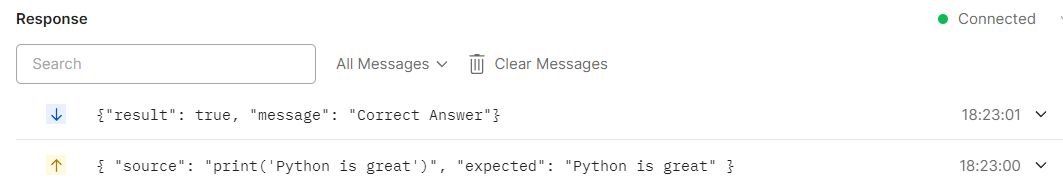 Response
Connected
Search
All Messages
Clear Messages
{"result": true, "message": "Correct Answer"}
18:23:01
{ "source": "print('Python is great')", "expected": "Python is great" }
18:23:00